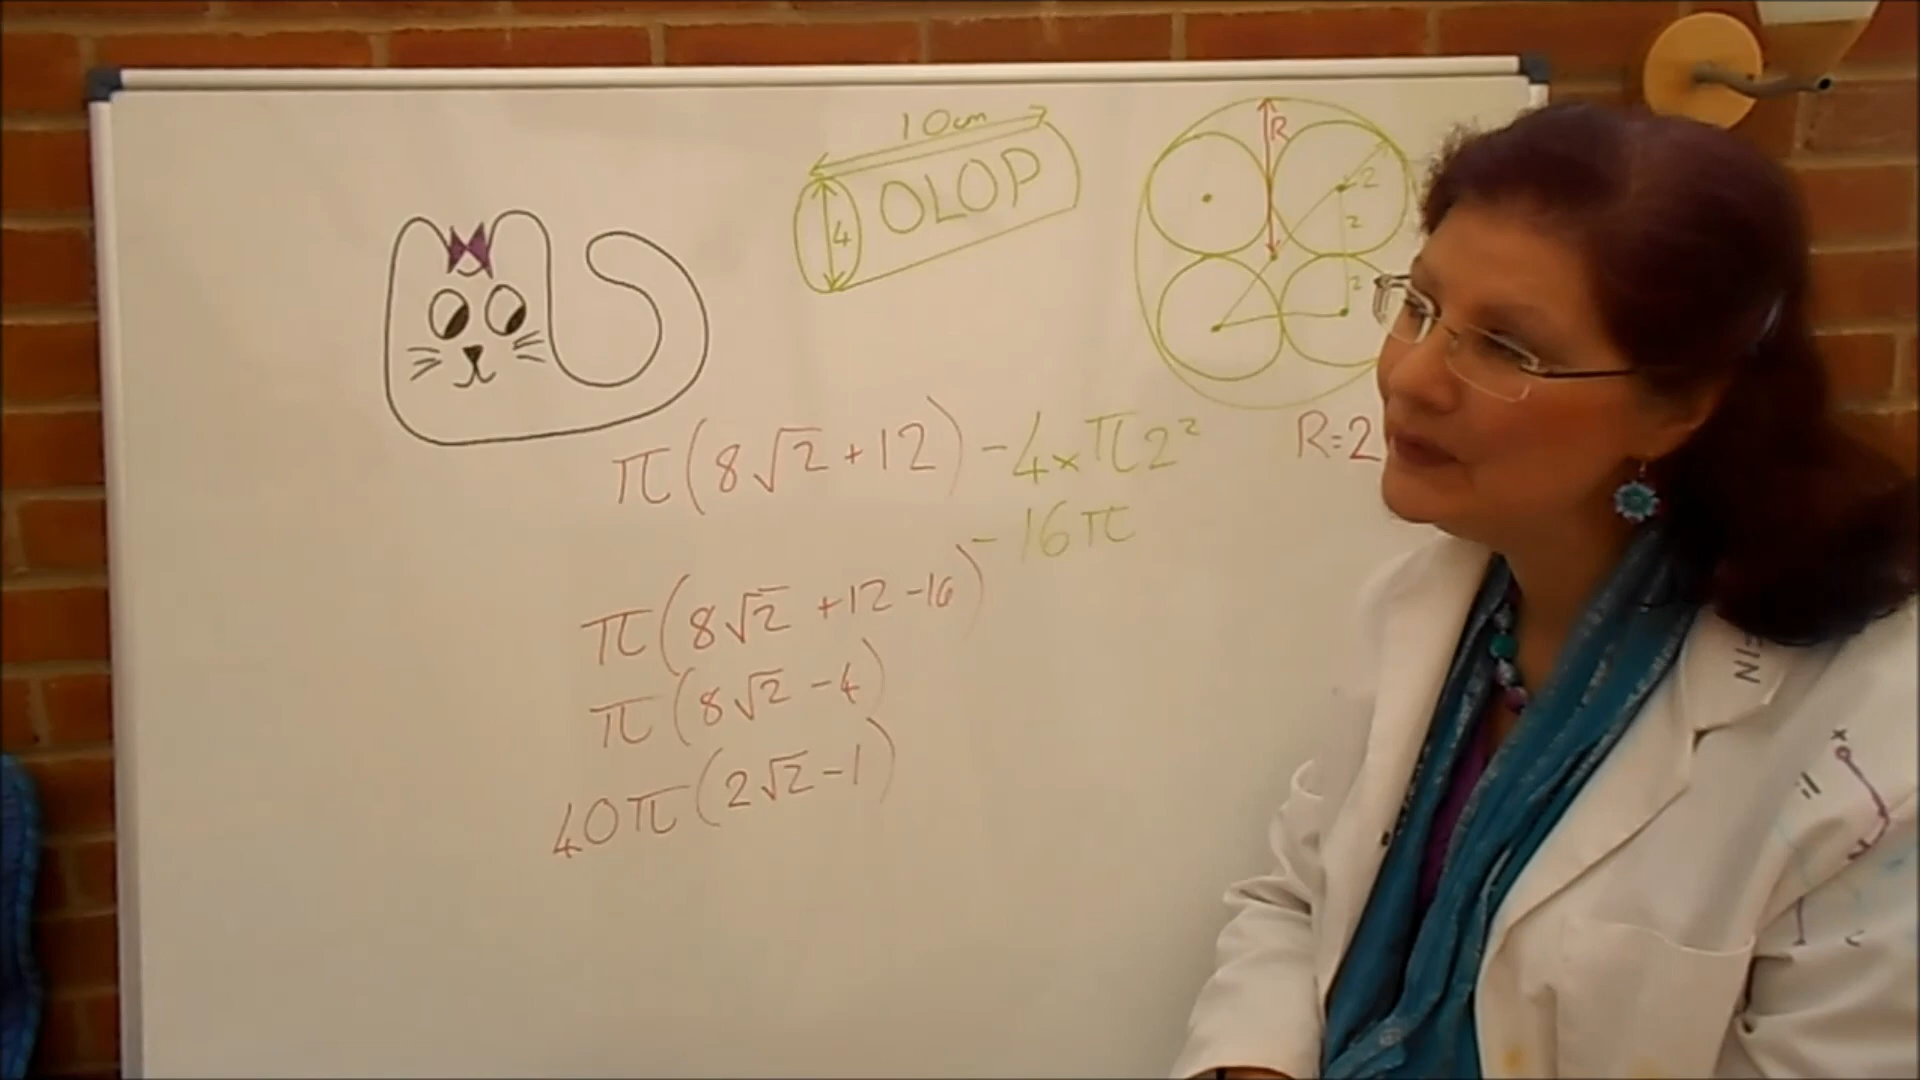 10cm
4
OLOP
R
2
2
2
π(8√2+12) - 4×π2²
R=2
- 16π
π(8√2 +12-16)
π(8√2 -4)
40π(2√2-1)